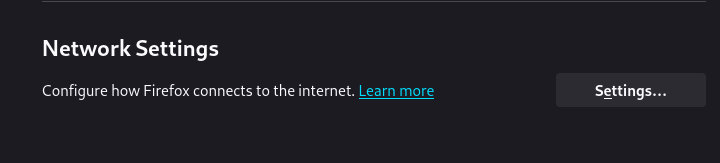 Network Settings
Configure how Firefox connects to the internet. Learn more
Settings...